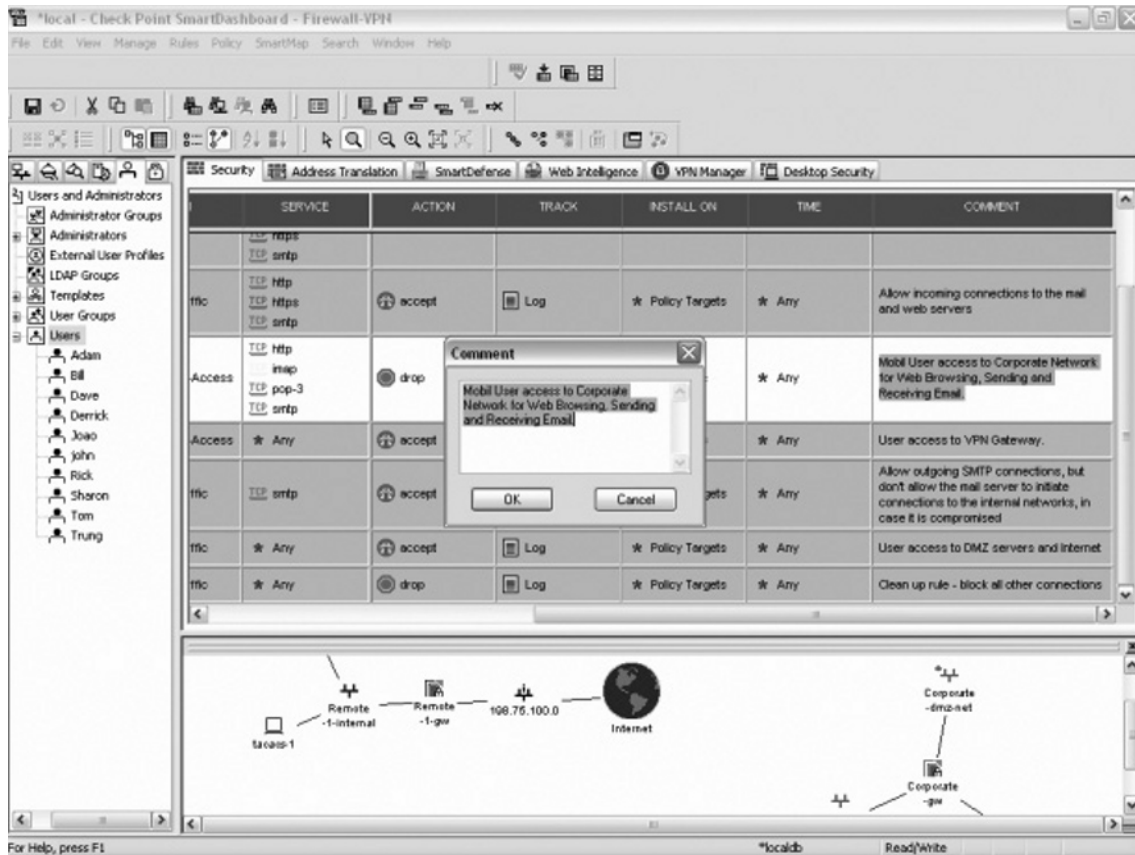 *local - Check Point SmartDashboard - Firewall-VPN
File Edit View Manage Rules Policy SmartMap Search Window Help
Security Address Translation SmartDefense Web Intelligence VPN Manager Desktop Security
Users and Administrators
Administrator Groups
Administrators
External User Profiles
LDAP Groups
Templates
User Groups
Users
Adam
Bill
Dave
Derrick
Joao
john
Rick
Sharon
Tom
Trung
SERVICE ACTION TRACK INSTALL ON TIME COMMENT
TCP https
TCP smtp
ffic
TCP http
TCP https
TCP smtp
accept Log * Policy Targets * Any
Allow incoming connections to the mail
and web servers
-Access
TCP http
imap
TCP pop-3
TCP smtp
drop
* Any
Mobil User access to Corporate Network
for Web Browsing, Sending and
Receiving Email.
-Access * Any accept * Any User access to VPN Gateway.
ffic TCP smtp accept gets * Any
Allow outgoing SMTP connections, but
don't allow the mail server to initiate
connections to the internal networks, in
case it is compromised
ffic * Any accept Log * Policy Targets * Any User access to DMZ servers and Internet
ffic * Any drop Log * Policy Targets * Any Clean up rule - block all other connections
Comment
Mobil User access to Corporate
Network for Web Browsing, Sending
and Receiving Email.
OK Cancel
tacacs-1
Remote
-1-internal
Remote
-1-gw
198.75.100.0
Internet
Corporate
-dmz-net
Corporate
-gw
For Help, press F1 *localdb Read/Write